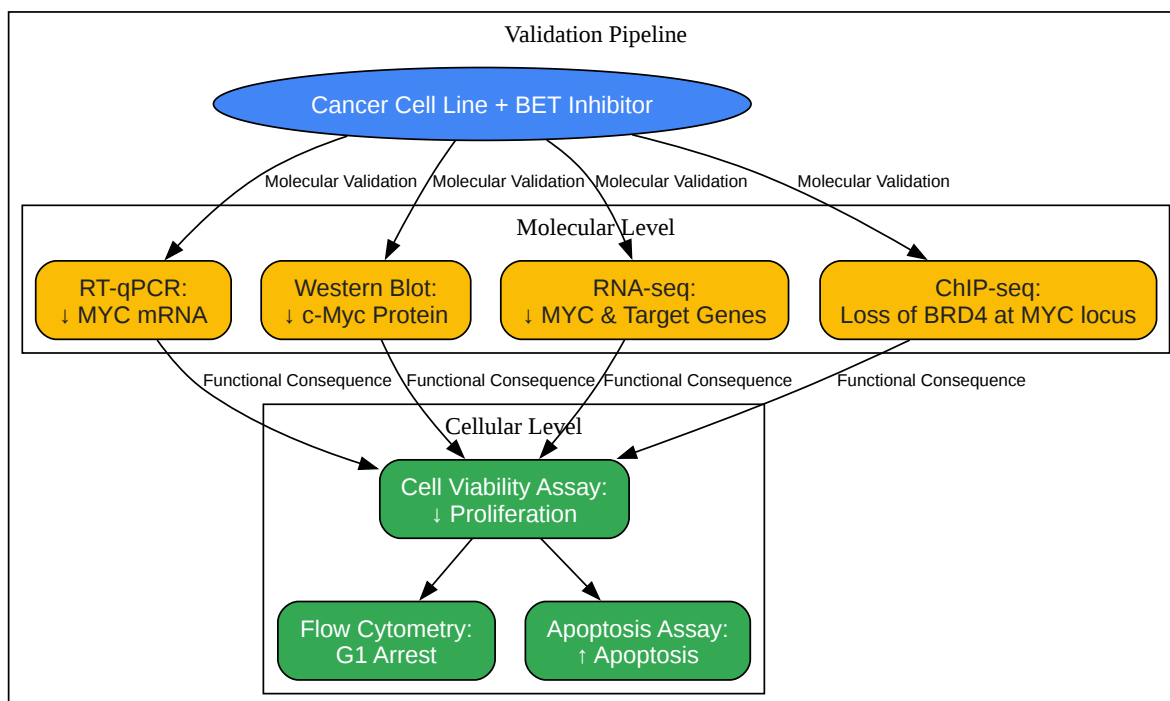 Validation Pipeline
Cancer Cell Line + BET Inhibitor
Molecular Validation
Molecular Validation
Molecular Validation
Molecular Validation
Molecular Level
RT-qPCR:
↓ MYC mRNA
Western Blot:
↓ c-Myc Protein
RNA-seq:
↓ MYC & Target Genes
ChIP-seq:
Loss of BRD4 at MYC locus
Functional Consequence
Functional Consequence
Functional Consequence
Functional Consequence
Cellular Level
Cell Viability Assay:
↓ Proliferation
Flow Cytometry:
G1 Arrest
Apoptosis Assay:
↑ Apoptosis